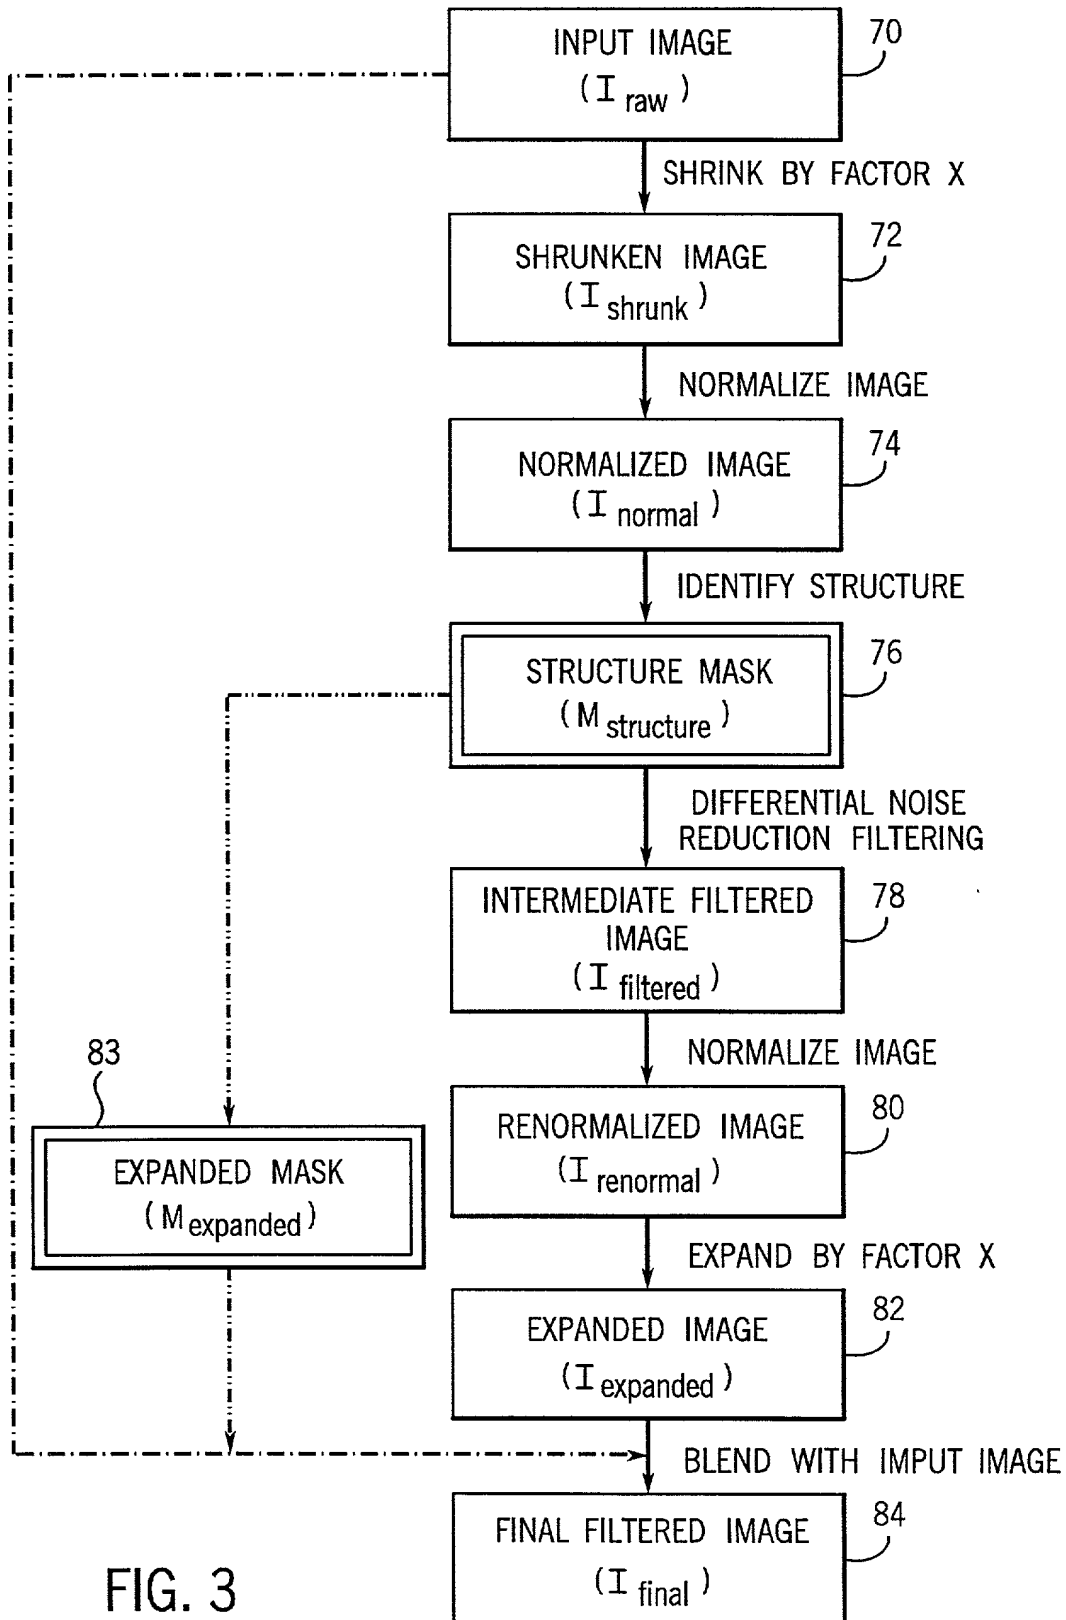 INPUT IMAGE
(I raw)
70
SHRINK BY FACTOR X
SHRUNKEN IMAGE
(I shrunk)
72
NORMALIZE IMAGE
NORMALIZED IMAGE
(I normal)
74
IDENTIFY STRUCTURE
STRUCTURE MASK
(M structure)
76
DIFFERENTIAL NOISE
REDUCTION FILTERING
INTERMEDIATE FILTERED
IMAGE
(I filtered)
78
NORMALIZE IMAGE
RENORMALIZED IMAGE
(I renormal)
80
83
EXPANDED MASK
(M expanded)
EXPAND BY FACTOR X
EXPANDED IMAGE
(I expanded)
82
BLEND WITH IMPUT IMAGE
FINAL FILTERED IMAGE
(I final)
84
FIG. 3